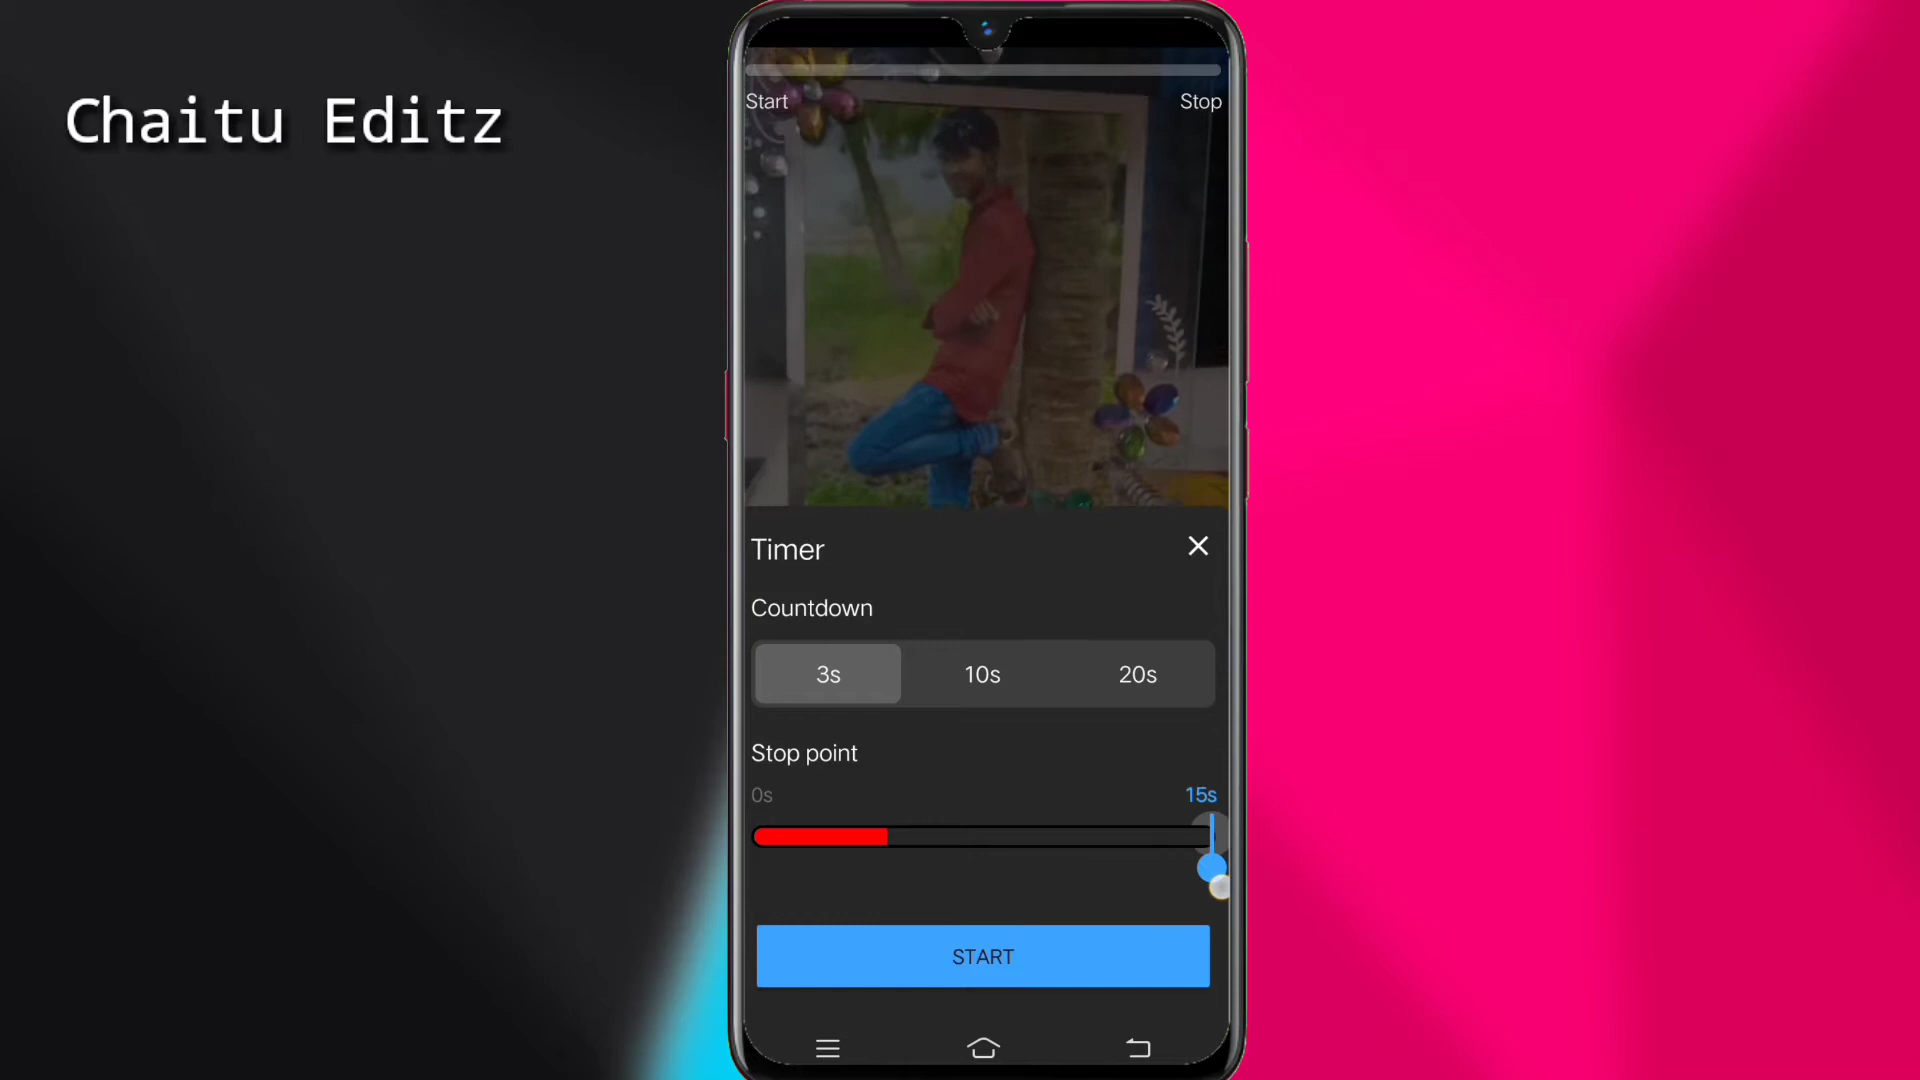 Chaitu Editz
Start
Stop
Timer
Countdown
3s
10s
20s
Stop point
0s
15s
START